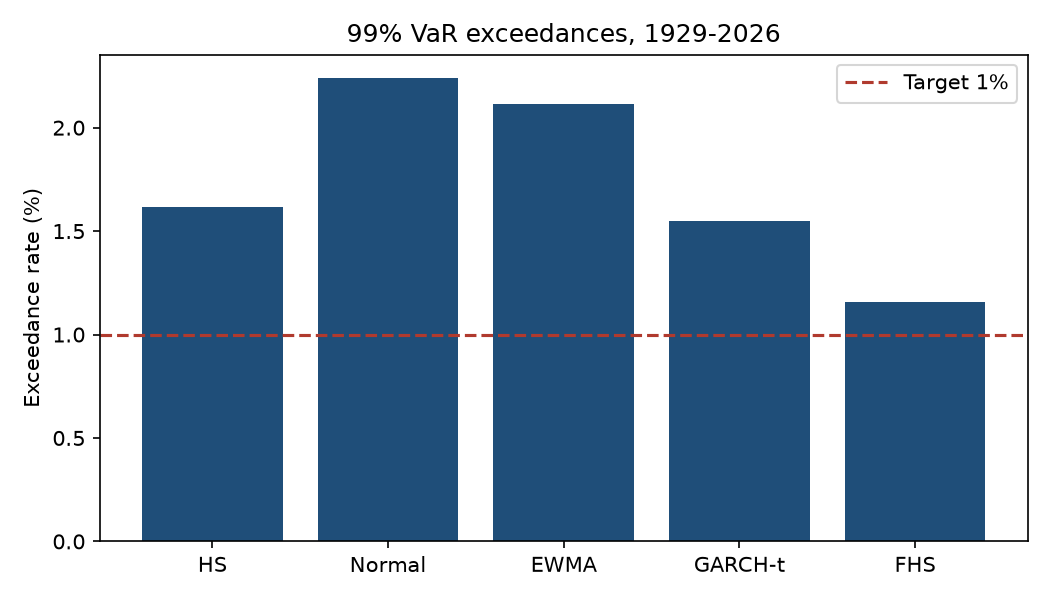 99% VaR exceedances, 1929-2026
Target 1%
Exceedance rate (%)
2.0
1.5
1.0
0.5
0.0
HS Normal EWMA GARCH-t FHS